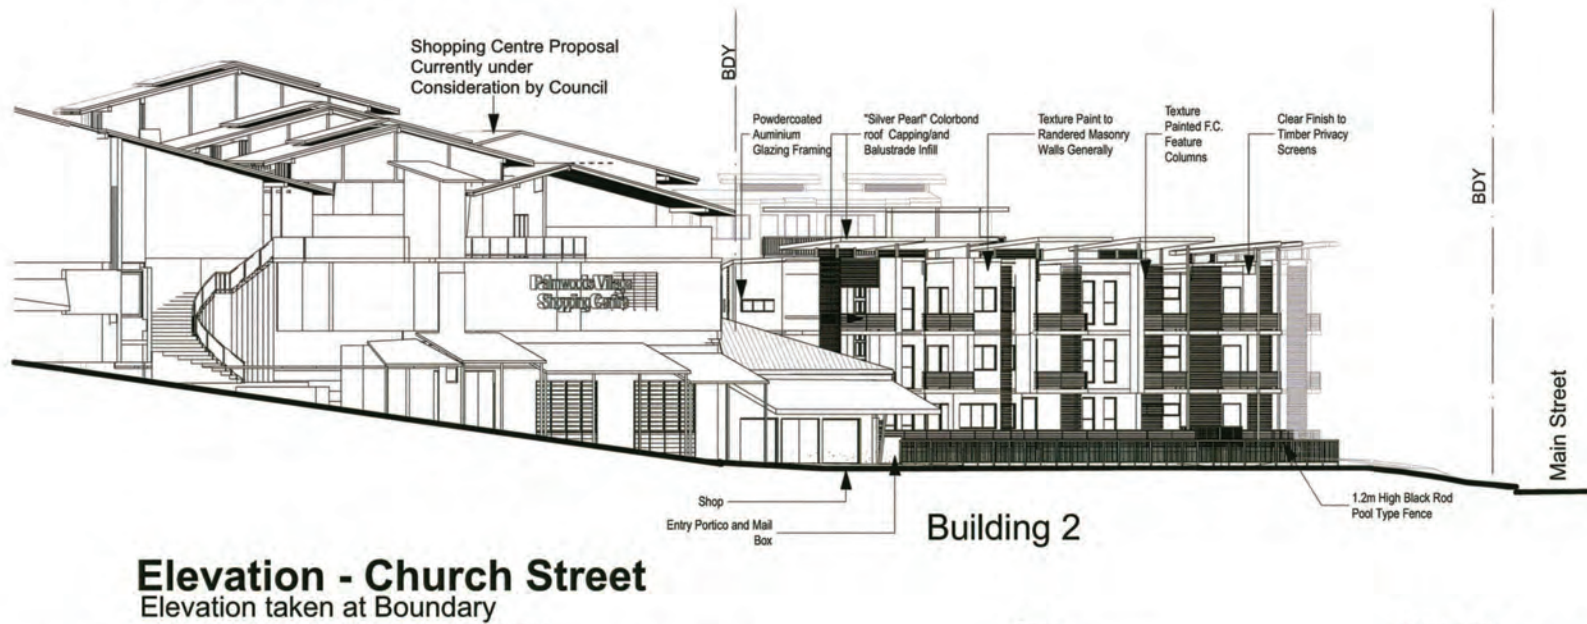 Shopping Centre Proposal
Currently under
Consideration by Council
BDY
Powdercoated
Auminium
Glazing Framing
"Silver Pearl" Colorbond
roof Capping/and
Balustrade Infill
Texture Paint to
Randered Masonry
Walls Generally
Texture
Painted F.C.
Feature
Columns
Clear Finish to
Timber Privacy
Screens
BDY
Palmwoods Village
Shopping Centre
Main Street
Shop
Entry Portico and Mail
Box
Building 2
1.2m High Black Rod
Pool Type Fence
Elevation - Church Street
Elevation taken at Boundary